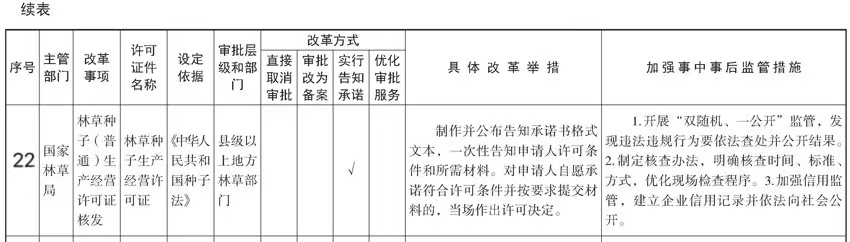 续表
序号
主管
部门
改革
事项
许可
证件
名称
设定
依据
审批层
级和部
门
改革方式
直接
取消
审批
审批
改为
备案
实行
告知
承诺
优化
审批
服务
具体改革举措
加强事中事后监管措施
22
国家
林草
局
林草种
子（普
通）生
产经营
许可证
核发
林草种
子生产
经营许
可证
《中华人
民共和
国种子
法》
县级以
上地方
林草部
门
√
制作并公布告知承诺书格式
文本，一次性告知申请人许可条
件和所需材料。对申请人自愿承
诺符合许可条件并按要求提交材
料的，当场作出许可决定。
1.开展“双随机、一公开”监管，发
现违法违规行为要依法查处并公开结果。
2.制定核查办法，明确核查时间、标准、
方式，优化现场检查程序。3.加强信用监
管，建立企业信用记录并依法向社会公
开。